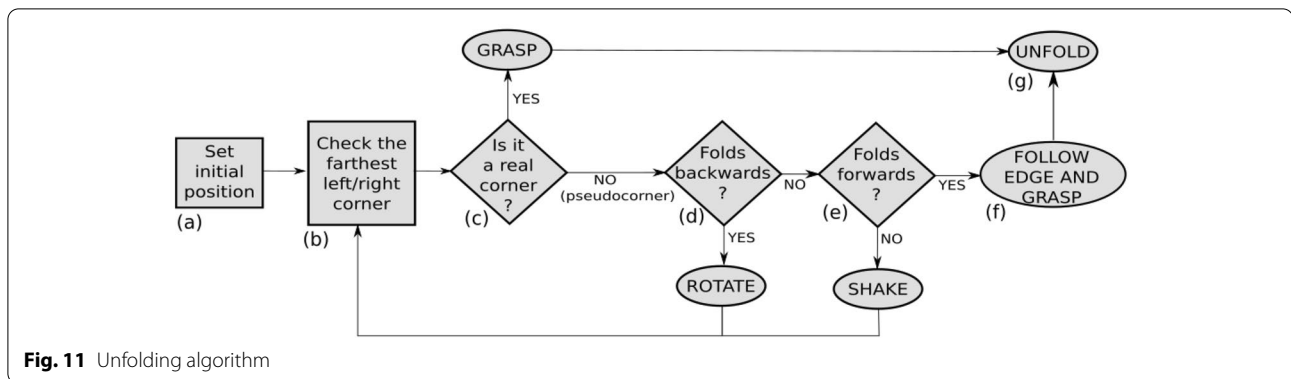 GRASP
UNFOLD
(g)
YES
Set
initial
position
(a)
Check the
farthest
left/right
corner
(b)
Is it
a real
corner
?
(c)
NO
(pseudocorner)
Folds
backwards
?
(d)
NO
Folds
forwards
?
(e)
YES
FOLLOW
EDGE AND
GRASP
(f)
YES
NO
ROTATE
SHAKE
Fig. 11 Unfolding algorithm